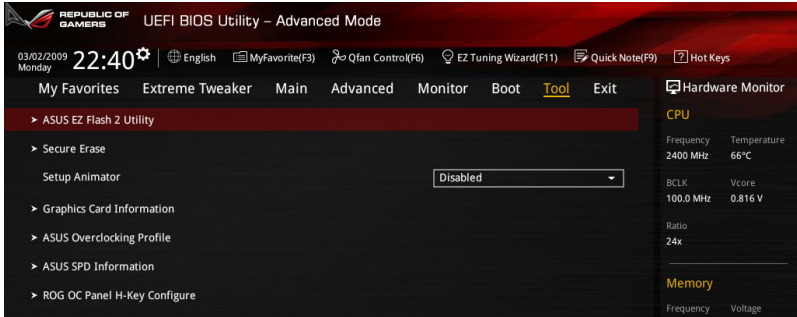 REPUBLIC OF
GAMERS
UEFI BIOS Utility – Advanced Mode
03/02/2009
Monday
22:40
English
MyFavorite(F3)
Qfan Control(F6)
EZ Tuning Wizard(F11)
Quick Note(F9)
? Hot Keys
My Favorites Extreme Tweaker Main Advanced Monitor Boot Tool Exit
Hardware Monitor
> ASUS EZ Flash 2 Utility
> Secure Erase
Setup Animator Disabled
> Graphics Card Information
> ASUS Overclocking Profile
> ASUS SPD Information
> ROG OC Panel H-Key Configure
CPU
Frequency Temperature
2400 MHz 66°C
BCLK Vcore
100.0 MHz 0.816 V
Ratio
24x
Memory
Frequency Voltage